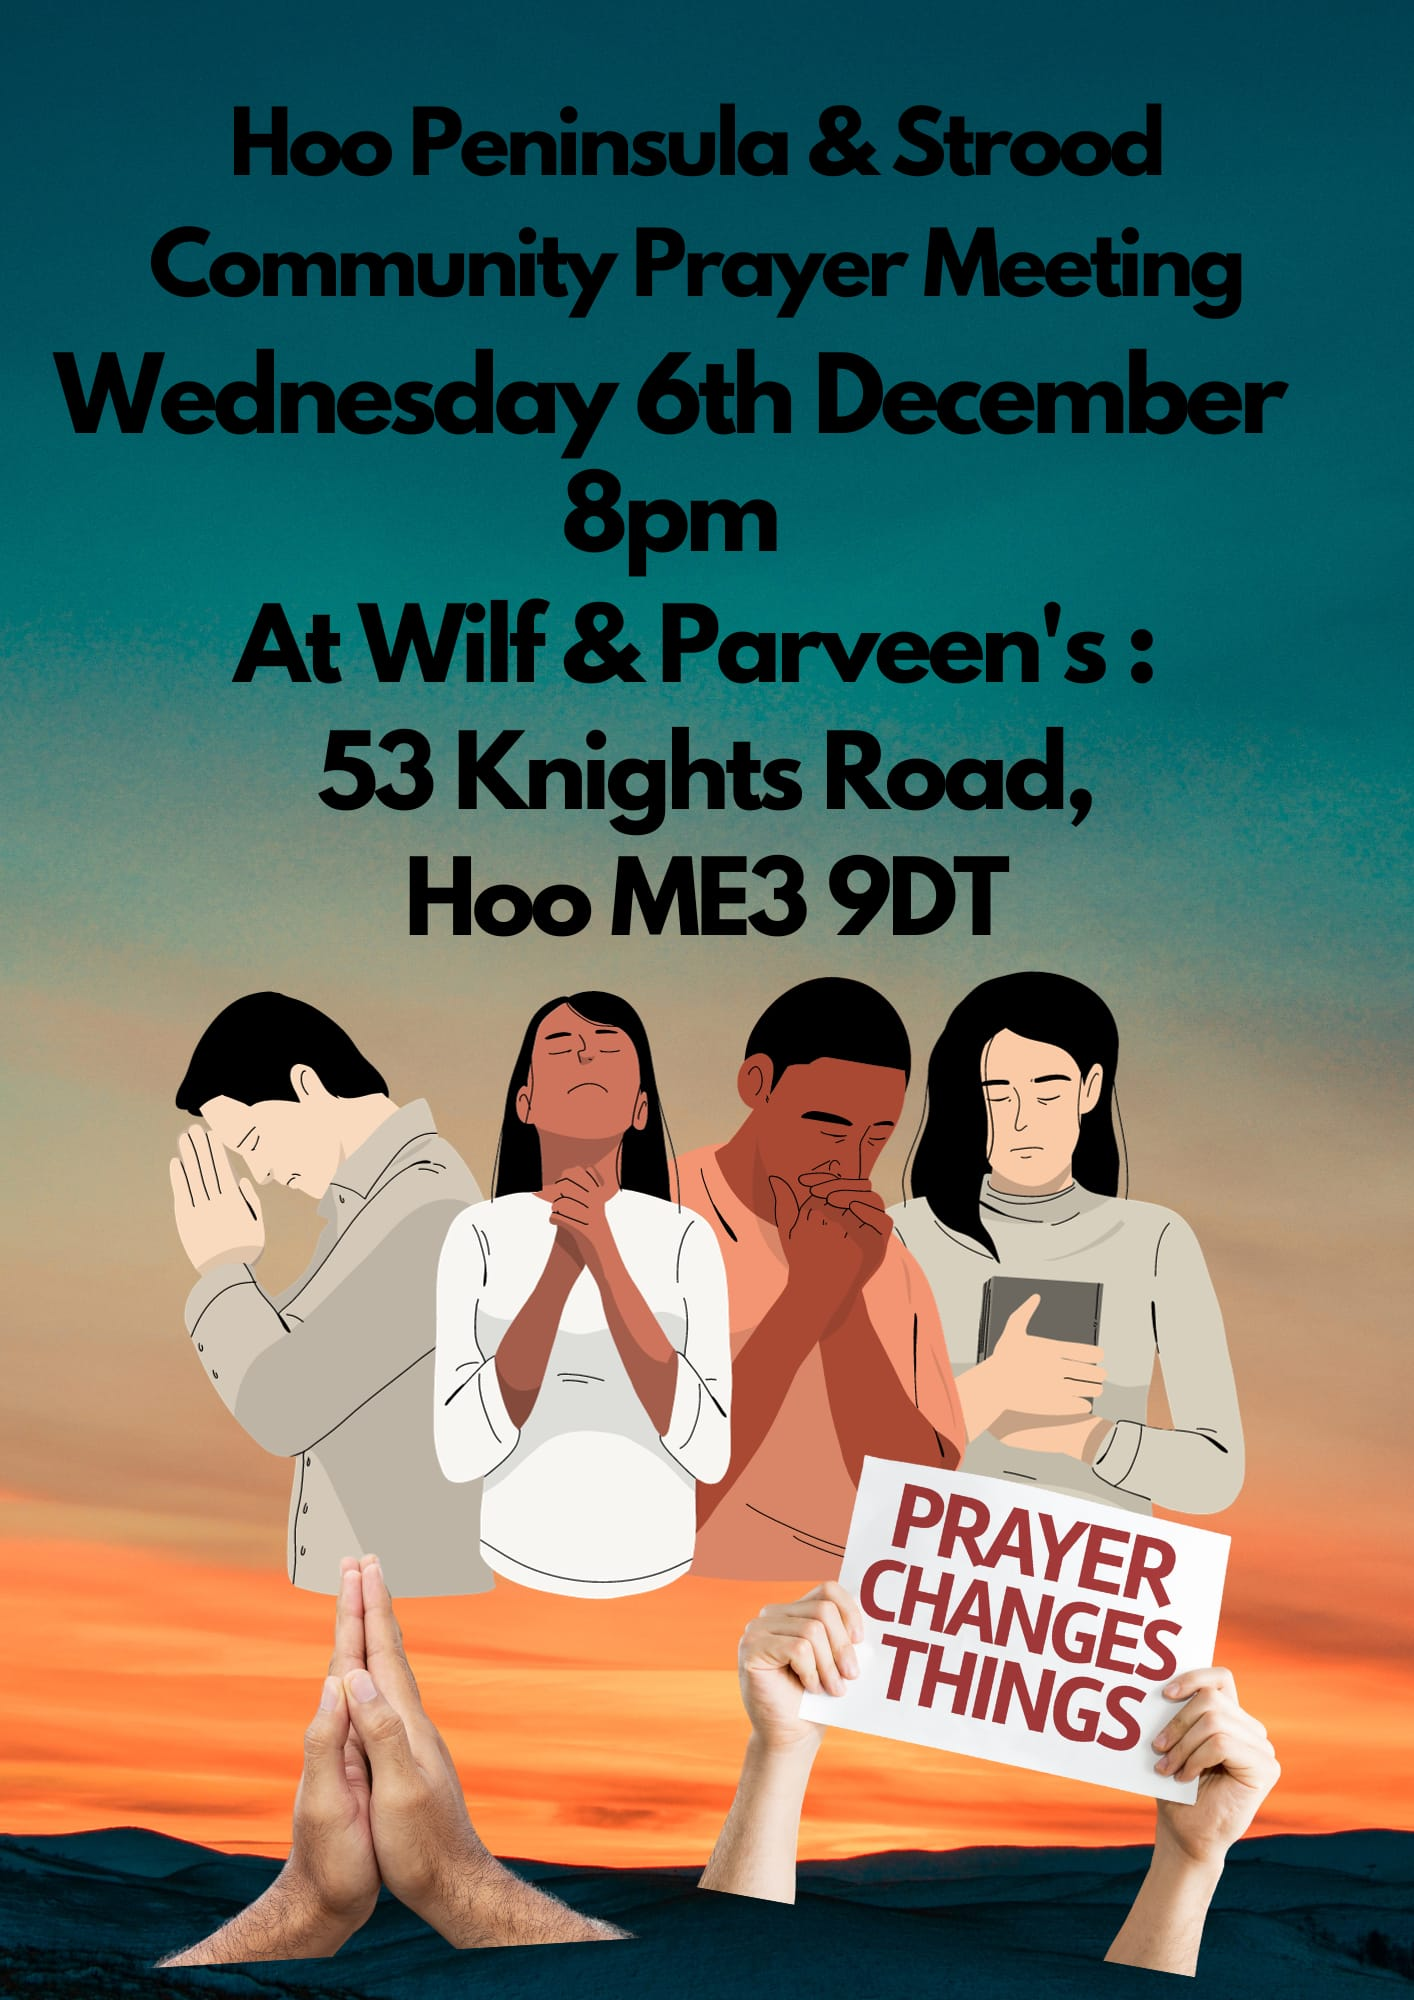 Hoo Peninsula & Strood
Community Prayer Meeting
Wednesday 6th December
8pm
At Wilf & Parveen's :
53 Knights Road,
Hoo ME3 9DT
PRAYER
CHANGES
THINGS